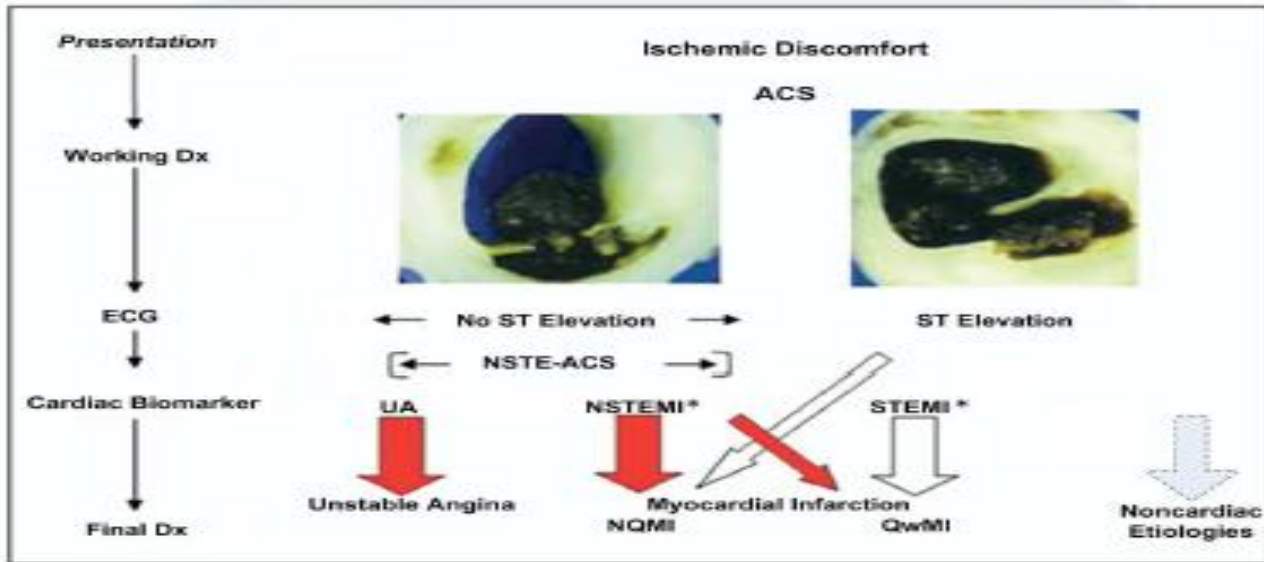 Presentation
Ischemic Discomfort
ACS
Working Dx
ECG
No ST Elevation
ST Elevation
NSTE-ACS
Cardiac Biomarker
UA
NSTEMI*
STEMI*
Unstable Angina
Myocardial Infarction
Noncardiac
Etiologies
Final Dx
NQMI
QwMI